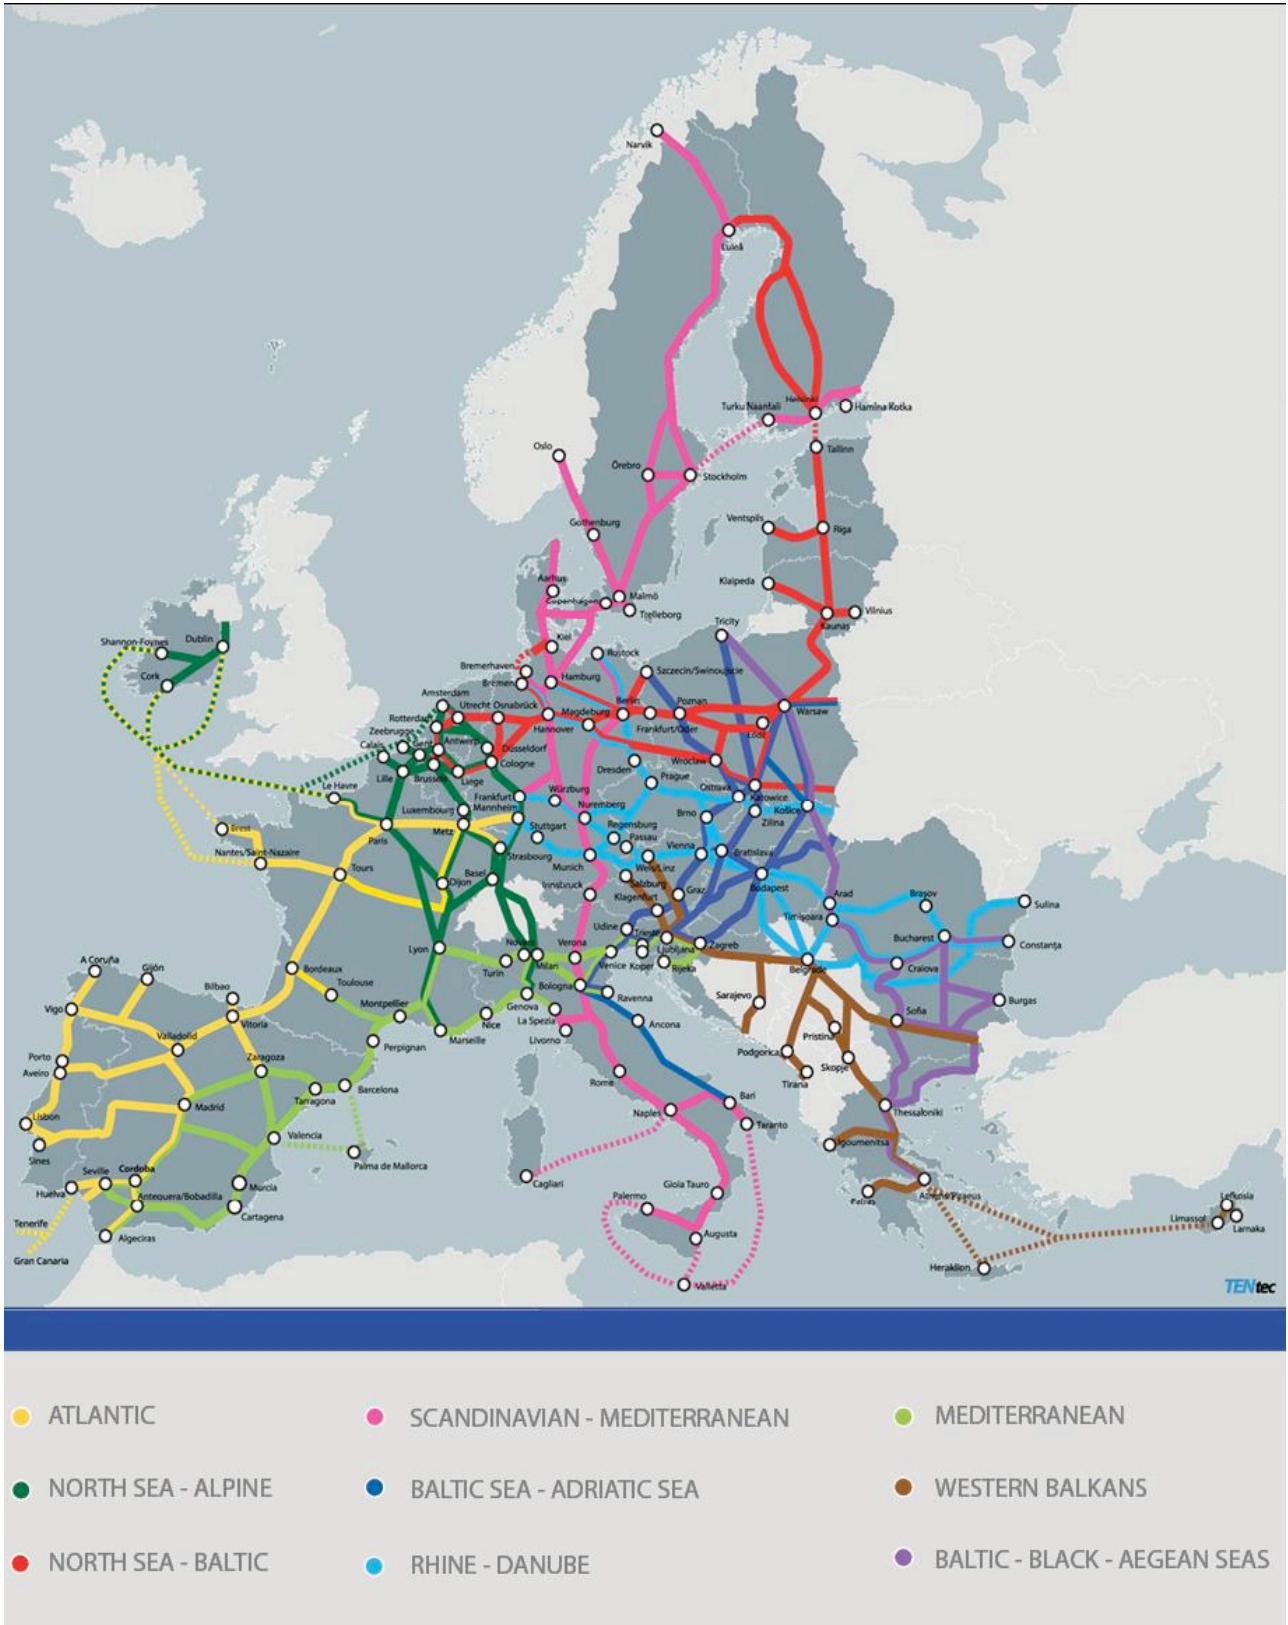 Narvik
Luleå
Helsinki
Turku Naantali
Hamina Kotka
Oslo
Tallinn
Örebro
Stockholm
Gothenburg
Ventspils
Riga
Aarhus
Klaipeda
Copenhagen
Malmö
Trelleborg
Vilnius
Kaunas
Tricity
Shannon-Foynes
Dublin
Kiel
Rostock
Cork
Bremerhaven
Szczecin/Swinoujscie
Bremen
Hamburg
Amsterdam
Utrecht
Osnabrück
Berlin
Poznan
Rotterdam
Magdeburg
Warsaw
Zeebrugge
Hannover
Frankfurt/Oder
Łódz
Calais
Gent
Antwerp
Düsseldorf
Cologne
Wroclaw
Lille
Brussels
Liège
Dresden
Prague
Le Havre
Frankfurt
Würzburg
Ostrava
Katowice
Luxembourg
Mannheim
Nuremberg
Brno
Zilina
Košice
Brest
Paris
Metz
Stuttgart
Regensburg
Passau
Nantes/Saint-Nazaire
Strasbourg
Munich
Vienna
Bratislava
Tours
Basel
Wels/Linz
Dijon
Innsbruck
Salzburg
Graz
Budapest
Klagenfurt
Arad
Brașov
Sulina
Timișoara
Udine
Trieste
Lyon
Novara
Verona
Ljubljana
Zagreb
Bucharest
Constanța
A Coruña
Gijón
Bordeaux
Turin
Milan
Venice
Koper
Rijeka
Belgrade
Craiova
Bilbao
Toulouse
Bologna
Ravenna
Sarajevo
Burgas
Vigo
Vitoria
Montpellier
Genova
Nice
La Spezia
Ancona
Sofia
Valladolid
Marseille
Livorno
Pristina
Porto
Zaragoza
Perpignan
Podgorica
Skopje
Aveiro
Rome
Tirana
Barcelona
Tarragona
Madrid
Bari
Lisbon
Naples
Thessaloniki
Taranto
Valencia
Igoumenitsa
Sines
Palma de Mallorca
Seville
Cordoba
Cagliari
Gioia Tauro
Huelva
Murcia
Patras
Athens/Piraeus
Antequera/Bobadilla
Palermo
Lefkosia
Tenerife
Cartagena
Limassol
Larnaka
Algeciras
Augusta
Gran Canaria
Heraklion
Valletta
TENtec
ATLANTIC
SCANDINAVIAN - MEDITERRANEAN
MEDITERRANEAN
NORTH SEA - ALPINE
BALTIC SEA - ADRIATIC SEA
WESTERN BALKANS
NORTH SEA - BALTIC
RHINE - DANUBE
BALTIC - BLACK - AEGEAN SEAS